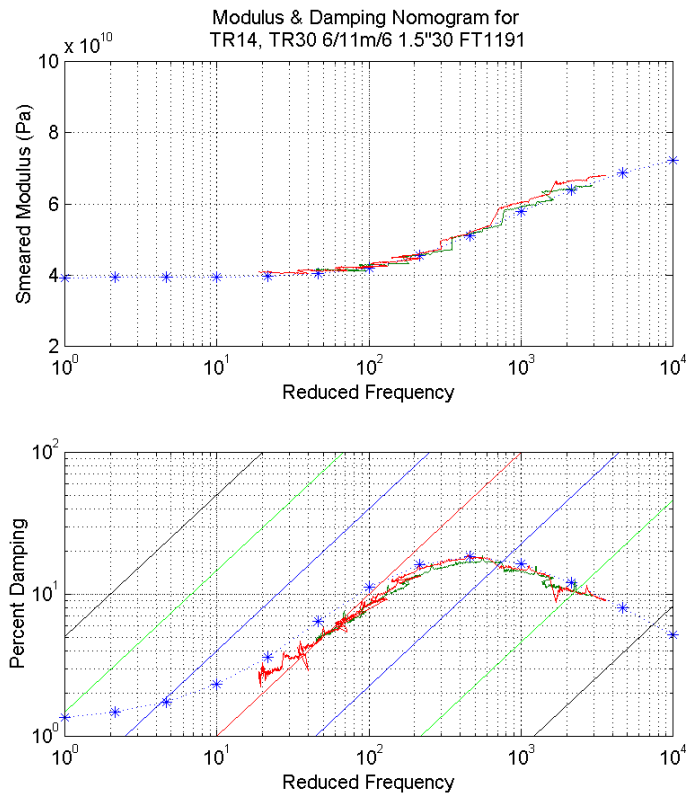 Modulus & Damping Nomogram for
TR14, TR30 6/11m/6 1.5"30 FT1191
x 10^10
10
8
6
4
2
Smeared Modulus (Pa)
10^0 10^1 10^2 10^3 10^4
Reduced Frequency
10^2
10^1
10^0
Percent Damping
10^0 10^1 10^2 10^3 10^4
Reduced Frequency